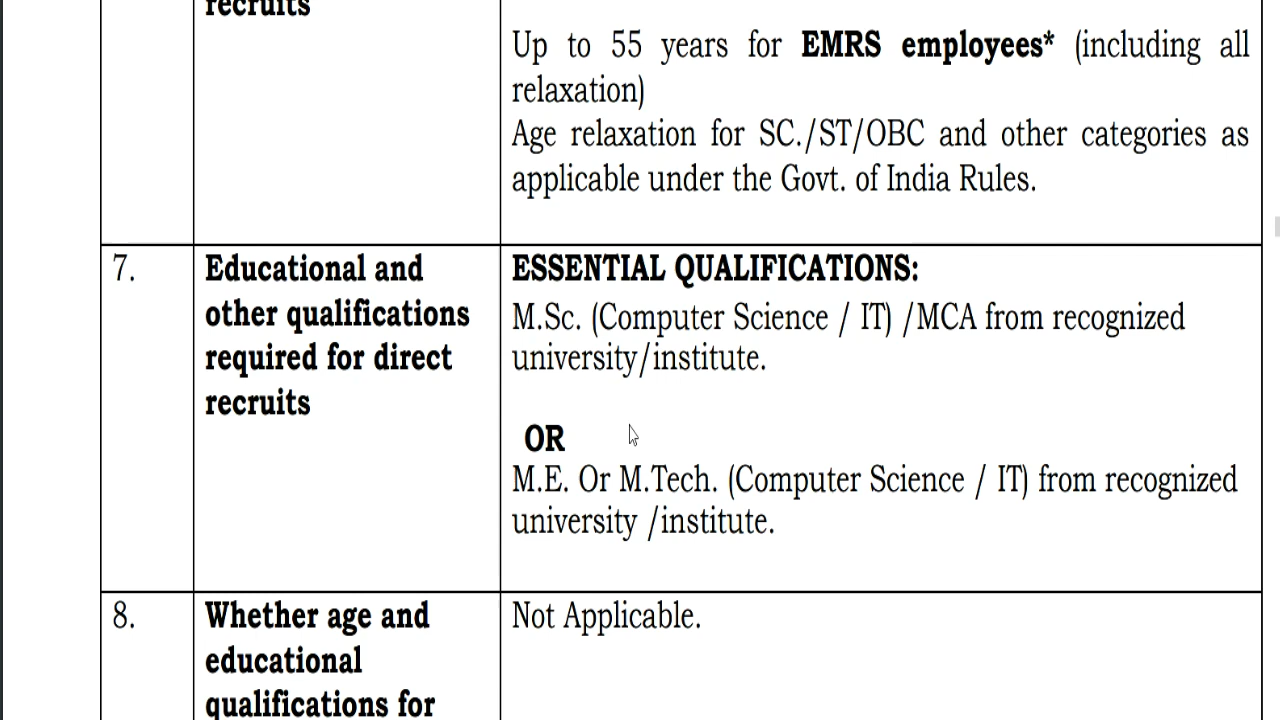 recruits
Up to 55 years for EMRS employees* (including all
relaxation)
Age relaxation for SC./ST/OBC and other categories as
applicable under the Govt. of India Rules.
7.
Educational and
other qualifications
required for direct
recruits
ESSENTIAL QUALIFICATIONS:
M.Sc. (Computer Science / IT) /MCA from recognized
university/institute.
OR
M.E. Or M.Tech. (Computer Science / IT) from recognized
university /institute.
8.
Whether age and
educational
qualifications for
Not Applicable.